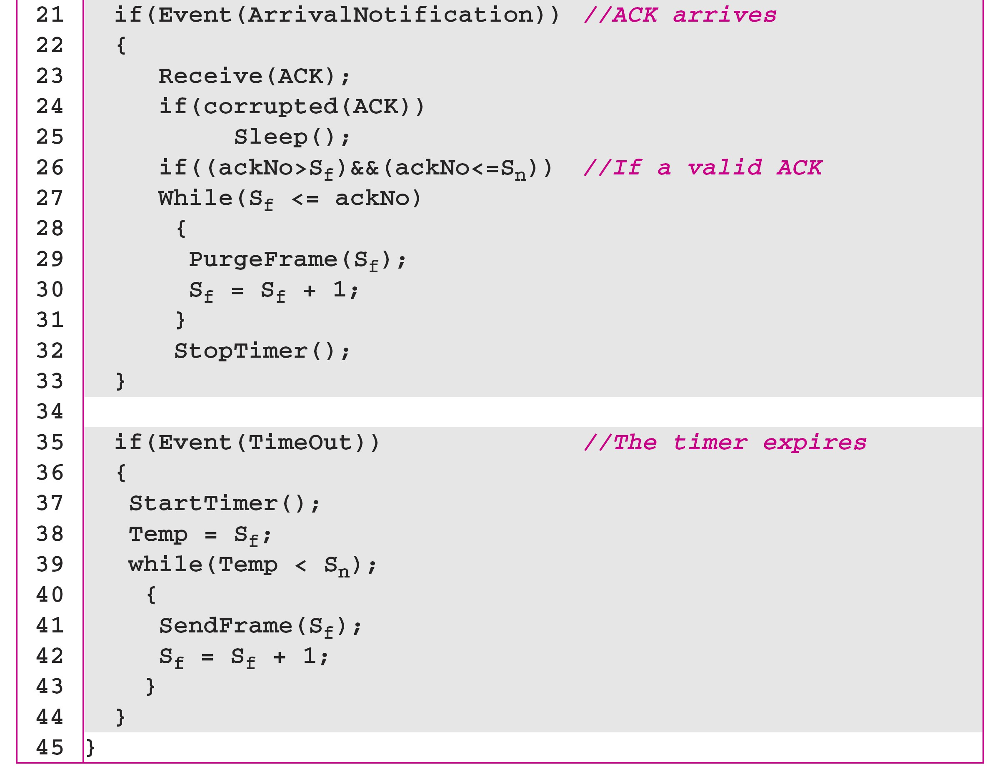 21 if(Event(ArrivalNotification)) //ACK arrives
22 {
23 Receive(ACK);
24 if(corrupted(ACK))
25 Sleep();
26 if((ackNo>Sf)&&(ackNo<=Sn)) //If a valid ACK
27 While(Sf <= ackNo)
28 {
29 PurgeFrame(Sf);
30 Sf = Sf + 1;
31 }
32 StopTimer();
33 }
34
35 if(Event(TimeOut)) //The timer expires
36 {
37 StartTimer();
38 Temp = Sf;
39 while(Temp < Sn);
40 {
41 SendFrame(Sf);
42 Sf = Sf + 1;
43 }
44 }
45 }